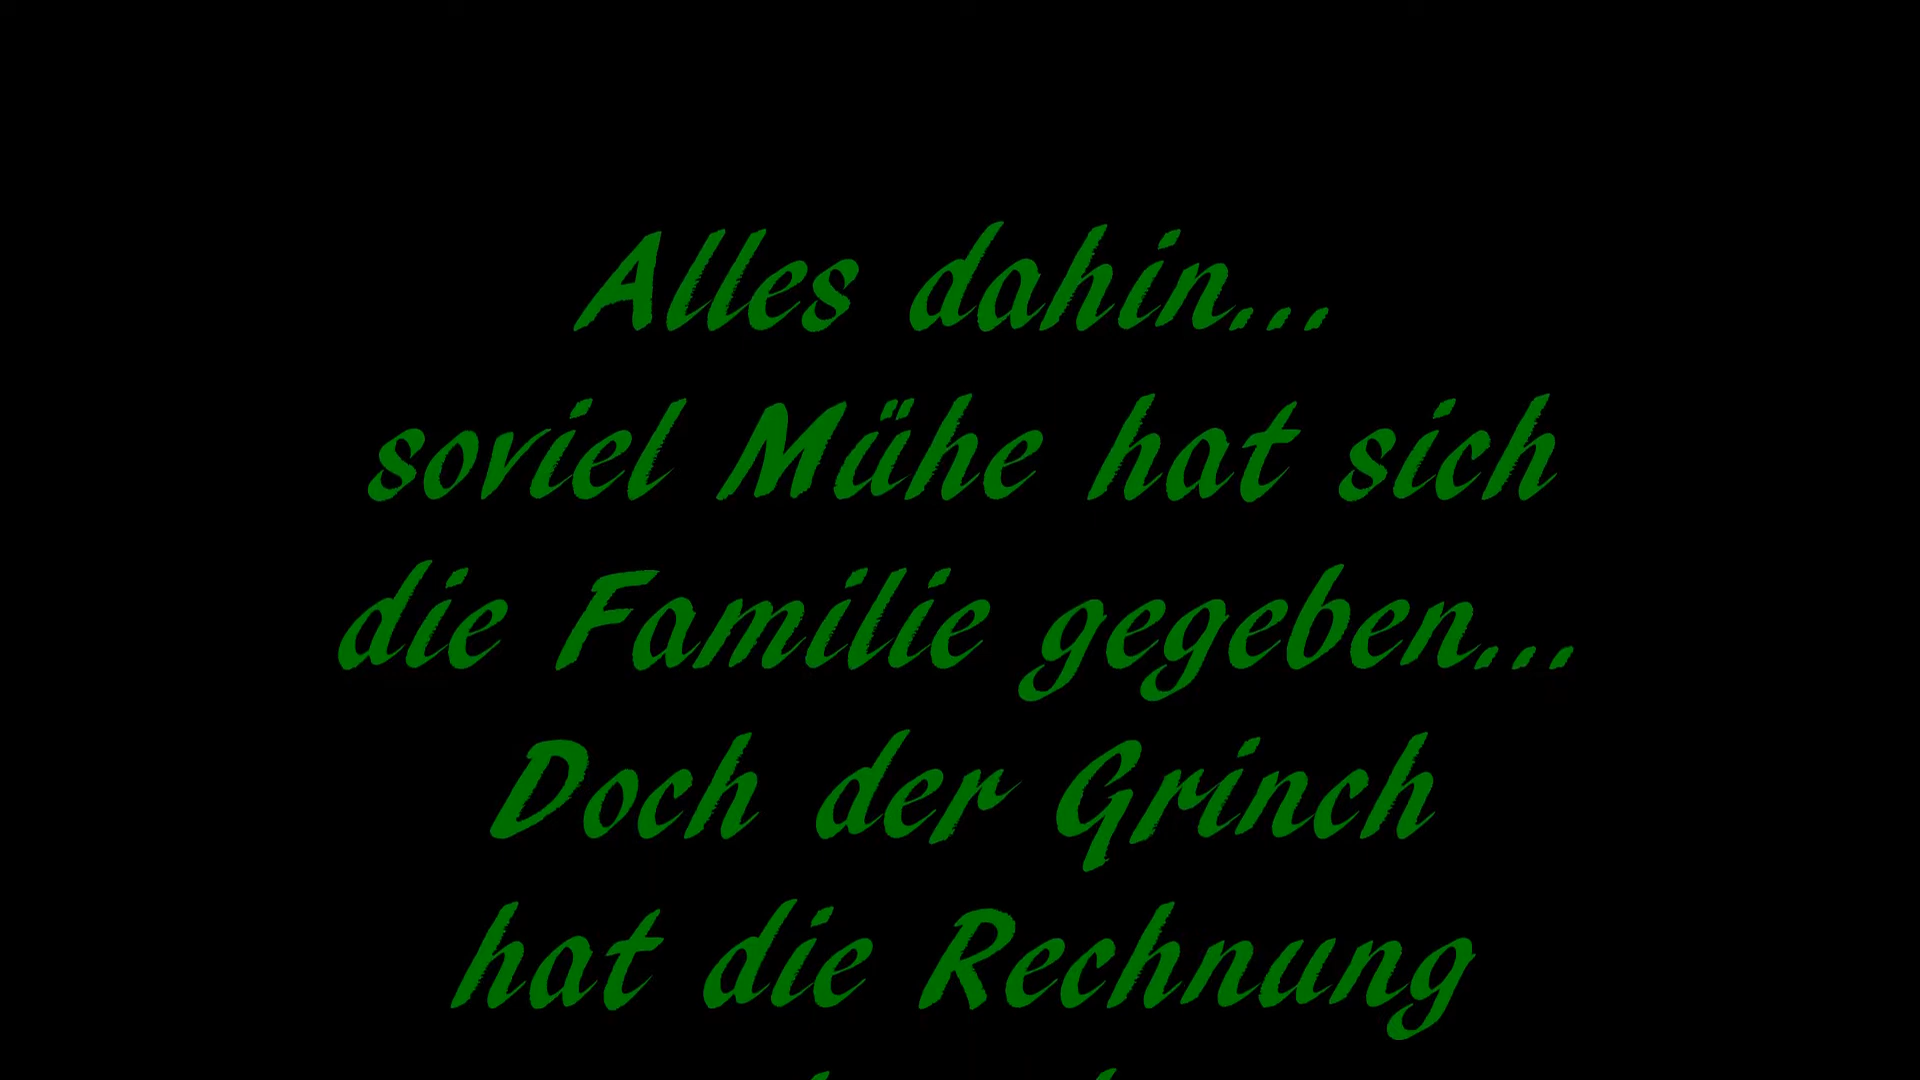 Alles dahin...
soviel Mühe hat sich
die Familie gegeben...
Doch der Grinch
hat die Rechnung